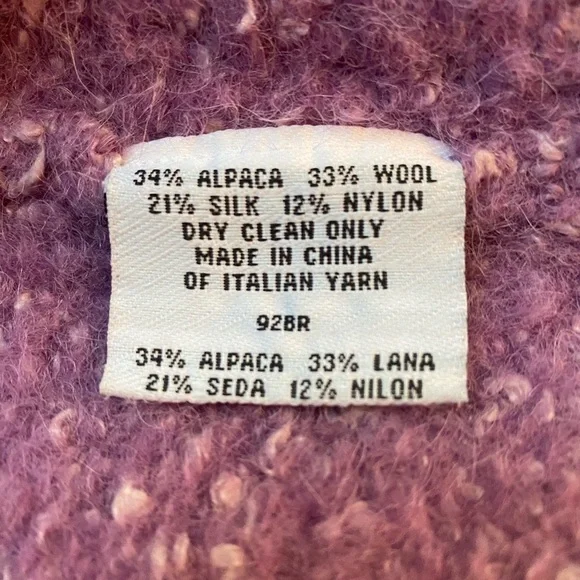 34% ALPACA 33% WOOL
21% SILK 12% NYLON
DRY CLEAN ONLY
MADE IN CHINA
OF ITALIAN YARN
928R
34% ALPACA 33% LANA
21% SEDA 12% NILON